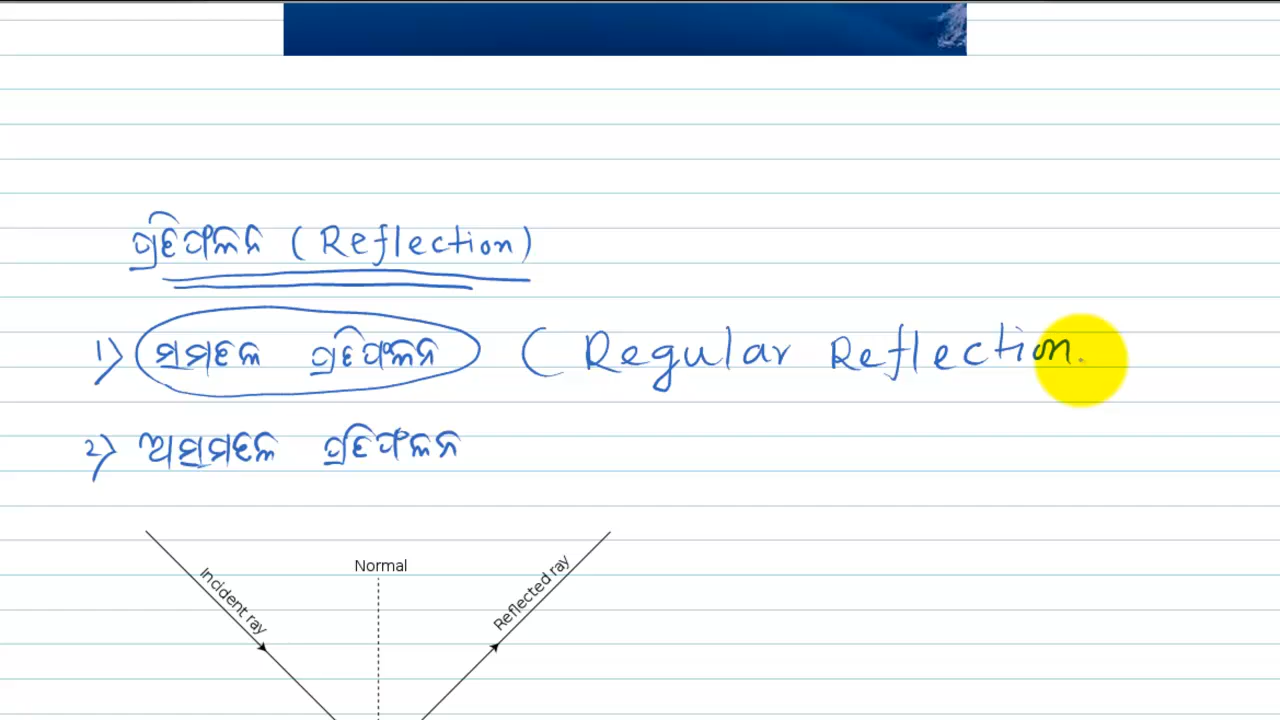 ପ୍ରତିଫଳନ (Reflection)
1) ସମତଳ ପ୍ରତିଫଳନ (Regular Reflection.
2) ଅସମତଳ ପ୍ରତିଫଳନ
Normal
Incident ray
Reflected ray